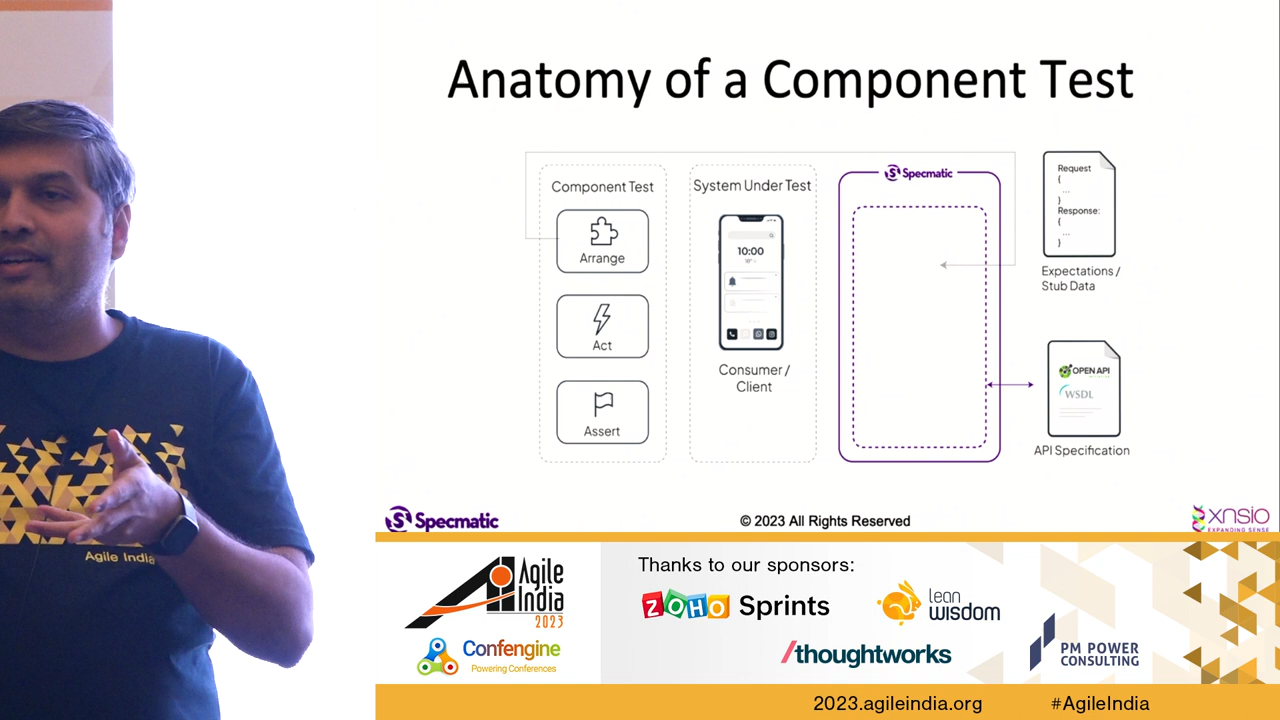 Anatomy of a Component Test
Component Test
Arrange
Act
Assert
System Under Test
10:00
Consumer /
Client
Specmatic
Request
{
...
}
Response:
{
...
}
Expectations /
Stub Data
OPEN API
WSDL
API Specification
Agile India
Specmatic
© 2023 All Rights Reserved
xnsio
EXPANDING SENSE
Agile
India
2023
Confengine
Powering Conferences
Thanks to our sponsors:
ZOHO Sprints
lean
wisdom
/thoughtworks
PM POWER
CONSULTING
2023.agileindia.org
#AgileIndia